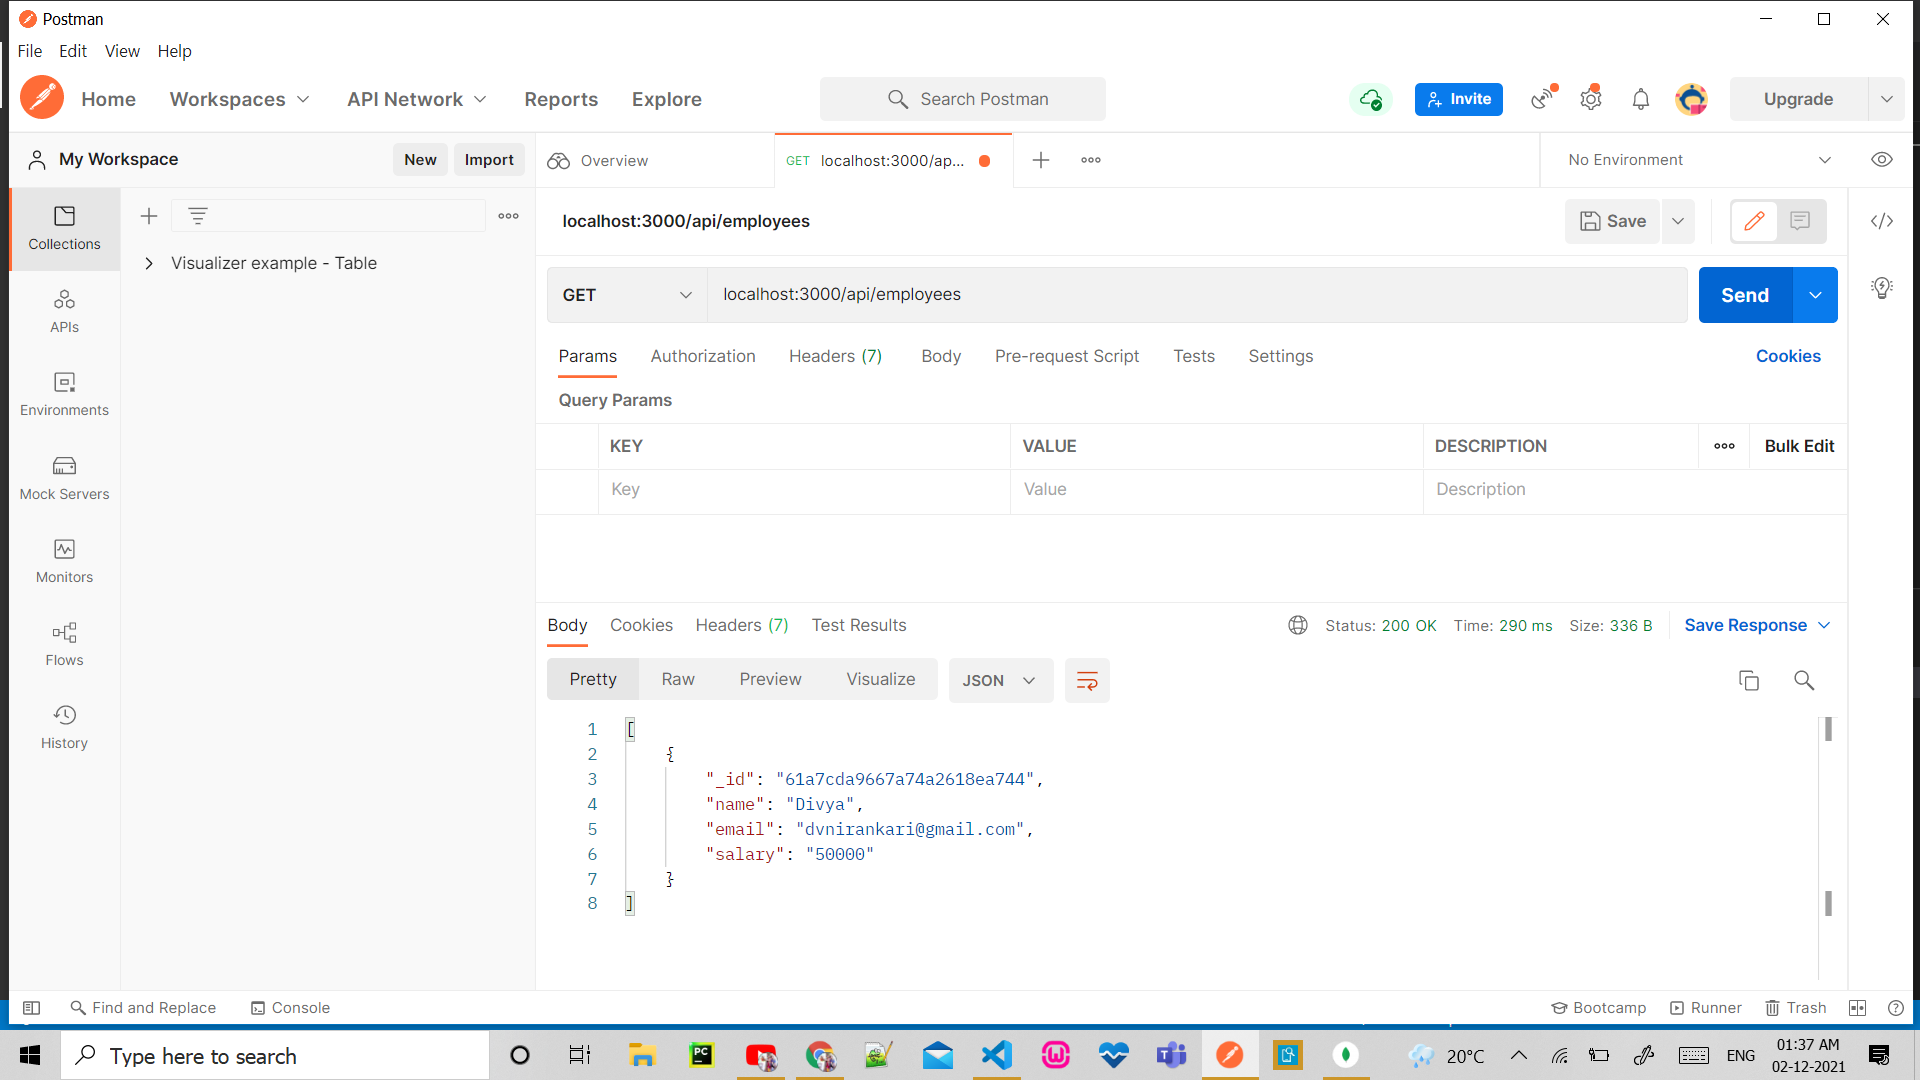 Postman
File Edit View Help
Home Workspaces API Network Reports Explore Search Postman Invite Upgrade
My Workspace New Import Overview GET localhost:3000/ap... No Environment
localhost:3000/api/employees Save
Collections
Visualizer example - Table
APIs
Environments
Mock Servers
Monitors
Flows
History
GET localhost:3000/api/employees Send
Params Authorization Headers (7) Body Pre-request Script Tests Settings Cookies
Query Params
KEY VALUE DESCRIPTION Bulk Edit
Key Value Description
Body Cookies Headers (7) Test Results Status: 200 OK Time: 290 ms Size: 336 B Save Response
Pretty Raw Preview Visualize JSON
1 [
2 {
3 "_id": "61a7cda9667a74a2618ea744",
4 "name": "Divya",
5 "email": "dvnirankari@gmail.com",
6 "salary": "50000"
7 }
8 ]
Find and Replace Console Bootcamp Runner Trash
Type here to search PC 20°C ENG 01:37 AM
02-12-2021